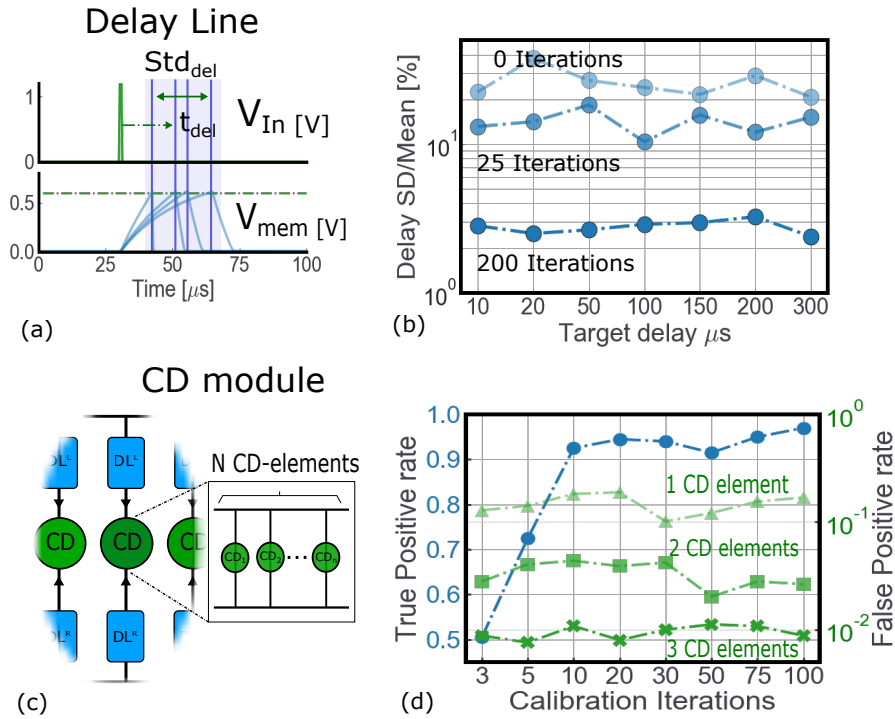 Delay Line
Std_del
t_del
V_In [V]
1
0
V_mem [V]
0.5
0.0
0 25 50 75 100
Time [μs]
(a)
Delay SD/Mean [%]
10^1
10^0
0 Iterations
25 Iterations
200 Iterations
10 20 50 100 150 200 300
Target delay μs
(b)
CD module
DL^L DL^L DL^L
CD CD CD
DL^R DL^R DL^R
N CD-elements
CD_1 CD_2 ... CD_n
(c)
True Positive rate
1.0
0.9
0.8
0.7
0.6
0.5
1 CD element
2 CD elements
3 CD elements
10^0
10^-1
10^-2
False Positive rate
3 5 10 20 30 50 75 100
Calibration Iterations
(d)